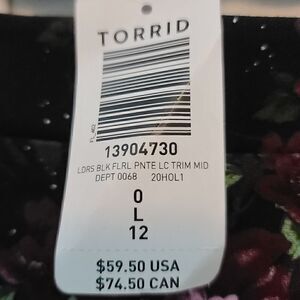 TORRID
FL_402
13904730
LDRS BLK FLRL PNTE LC TRIM MID
DEPT 0068 20HOL1
0
L
12
$59.50 USA
$74.50 CAN